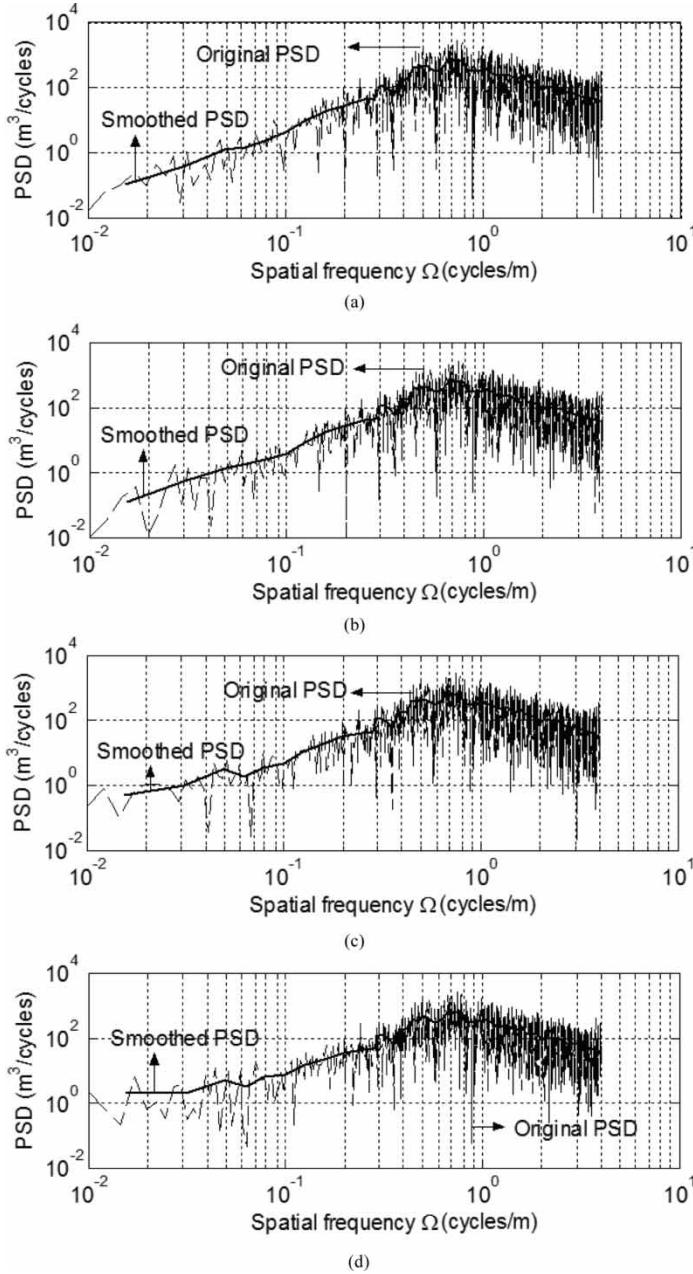 10^4
10^2
10^0
10^-2
PSD (m^3/cycles)
Original PSD
Smoothed PSD
10^-2 10^-1 10^0 10^1
Spatial frequency Ω (cycles/m)
(a)
10^4
10^2
10^0
10^-2
PSD (m^3/cycles)
Original PSD
Smoothed PSD
10^-2 10^-1 10^0 10^1
Spatial frequency Ω (cycles/m)
(b)
10^4
10^2
10^0
10^-2
PSD (m^3/cycles)
Original PSD
Smoothed PSD
10^-2 10^-1 10^0 10^1
Spatial frequency Ω (cycles/m)
(c)
10^4
10^2
10^0
10^-2
PSD (m^3/cycles)
Smoothed PSD
Original PSD
10^-2 10^-1 10^0 10^1
Spatial frequency Ω (cycles/m)
(d)